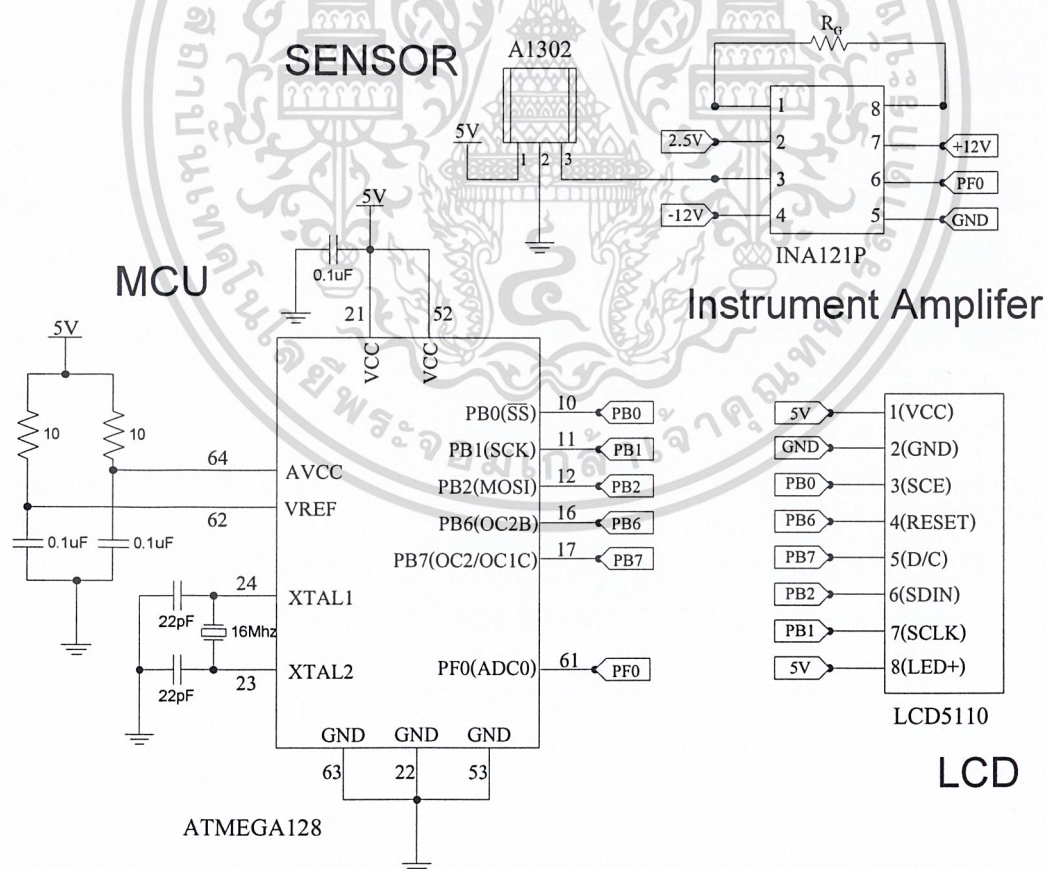 R_G
SENSOR
A1302
5V
1 2 3
2.5V
-12V
1
2
3
4
8
7
6
5
+12V
PF0
GND
INA121P
Instrument Amplifer
MCU
5V
0.1uF
21
52
VCC
VCC
5V
10
10
64
AVCC
62
VREF
0.1uF
0.1uF
24
XTAL1
22pF
16Mhz
22pF
23
XTAL2
PB0(S̅S̅) 10 PB0
PB1(SCK) 11 PB1
PB2(MOSI) 12 PB2
PB6(OC2B) 16 PB6
PB7(OC2/OC1C) 17 PB7
PF0(ADC0) 61 PF0
GND GND GND
63 22 53
ATMEGA128
5V 1(VCC)
GND 2(GND)
PB0 3(SCE)
PB6 4(RESET)
PB7 5(D/C)
PB2 6(SDIN)
PB1 7(SCLK)
5V 8(LED+)
LCD5110
LCD